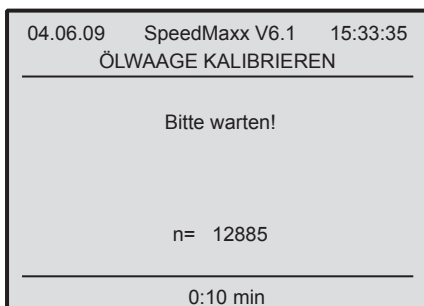 04.06.09 SpeedMaxx V6.1 15:33:35
ÖLWAAGE KALIBRIEREN
Bitte warten!
n= 12885
0:10 min